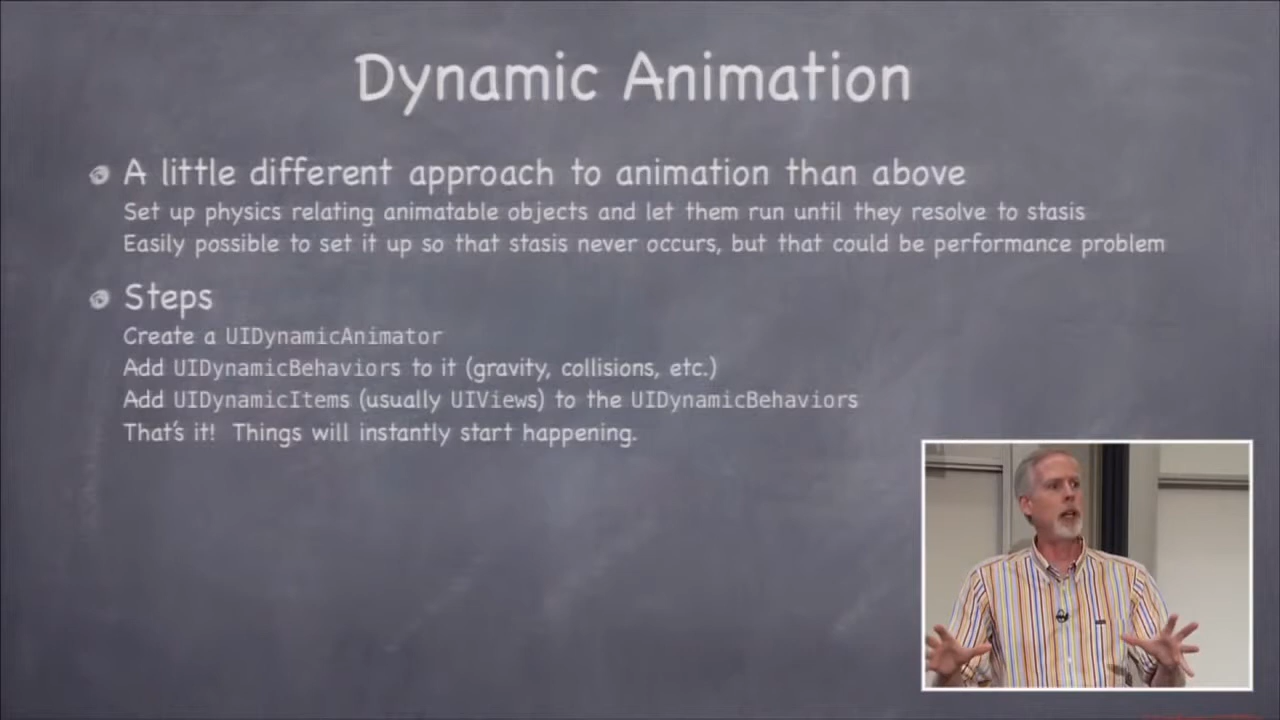 Dynamic Animation
A little different approach to animation than above
Set up physics relating animatable objects and let them run until they resolve to stasis
Easily possible to set it up so that stasis never occurs, but that could be performance problem
Steps
Create a UIDynamicAnimator
Add UIDynamicBehaviors to it (gravity, collisions, etc.)
Add UIDynamicItems (usually UIViews) to the UIDynamicBehaviors
That's it!  Things will instantly start happening.